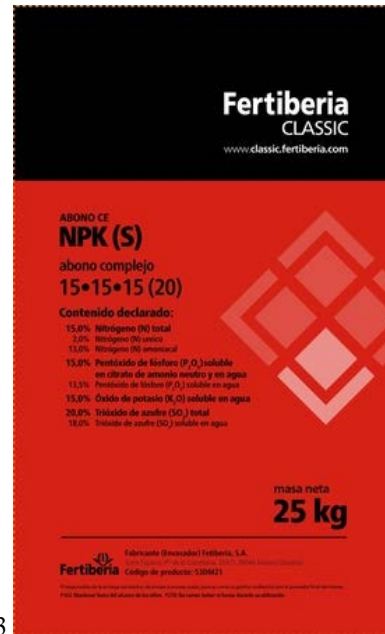 Fertiberia
CLASSIC
www.classic.fertiberia.com
ABONO CE
NPK (S)
abono complejo
15•15•15 (20)
Contenido declarado:
15,0% Nitrógeno (N) total
2,0% Nitrógeno (N) ureico
13,0% Nitrógeno (N) amoniacal
15,0% Pentóxido de fósforo (P₂O₅) soluble
en citrato de amonio neutro y en agua
13,5% Pentóxido de fósforo (P₂O₅) soluble en agua
15,0% Óxido de potasio (K₂O) soluble en agua
20,0% Trióxido de azufre (SO₃) total
18,0% Trióxido de azufre (SO₃) soluble en agua
masa neta
25 kg
Fertiberia
Fabricante (Envasador) Fetiberia, S.A.
Código de producto: 530M21